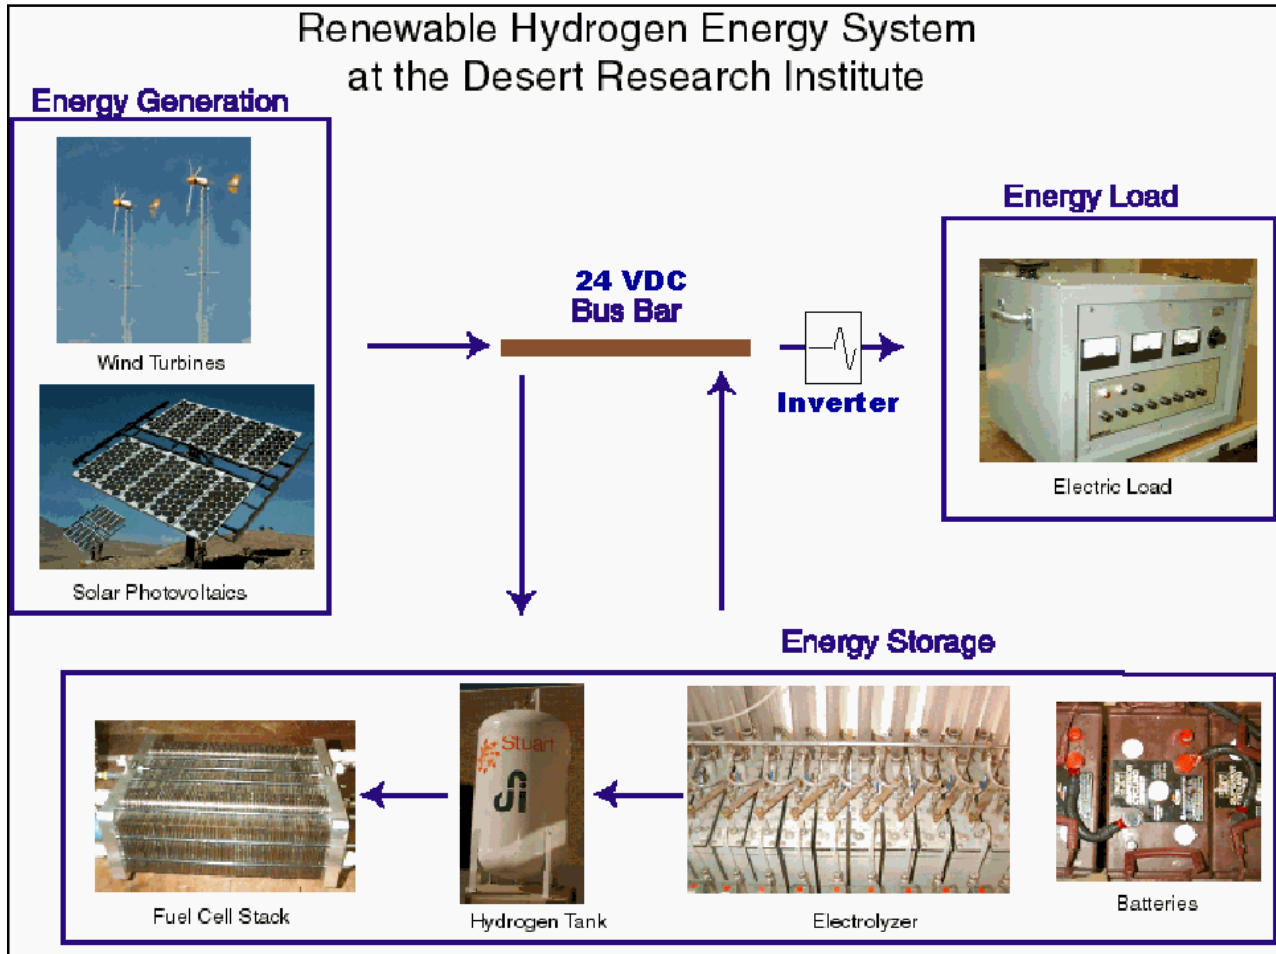 Renewable Hydrogen Energy System
at the Desert Research Institute
Energy Generation
Wind Turbines
Solar Photovoltaics
24 VDC
Bus Bar
Inverter
Energy Load
Electric Load
Energy Storage
Stuart
Fuel Cell Stack
Hydrogen Tank
Electrolyzer
Batteries